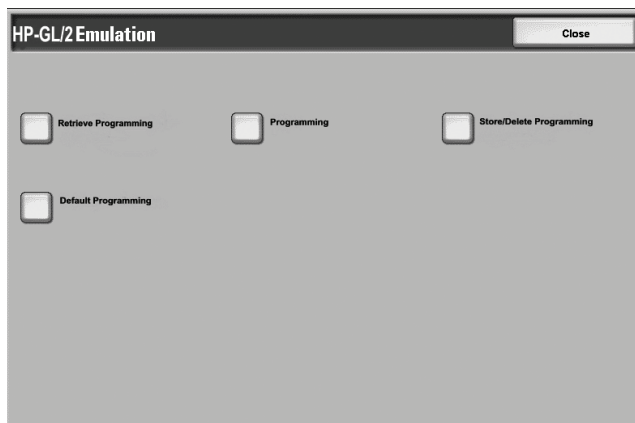 HP-GL/2 Emulation
Close
Retrieve Programming
Programming
Store/Delete Programming
Default Programming